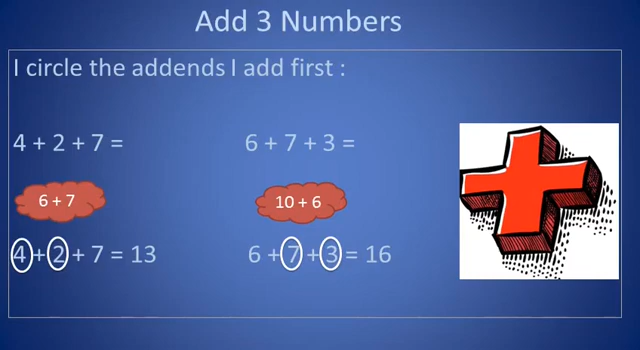 Add 3 Numbers
I circle the addends I add first :
4 + 2 + 7 =
6 + 7 + 3 =
6 + 7
10 + 6
4 + 2 + 7 = 13
6 + 7 + 3 = 16